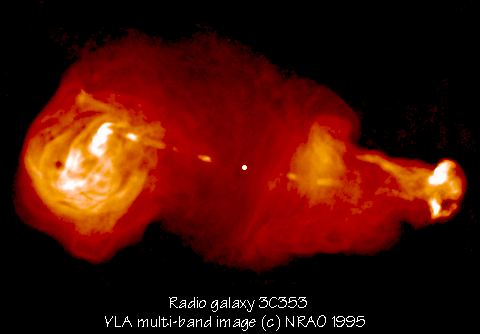 Radio galaxy 3C353
VLA multi-band image (c) NRAO 1995